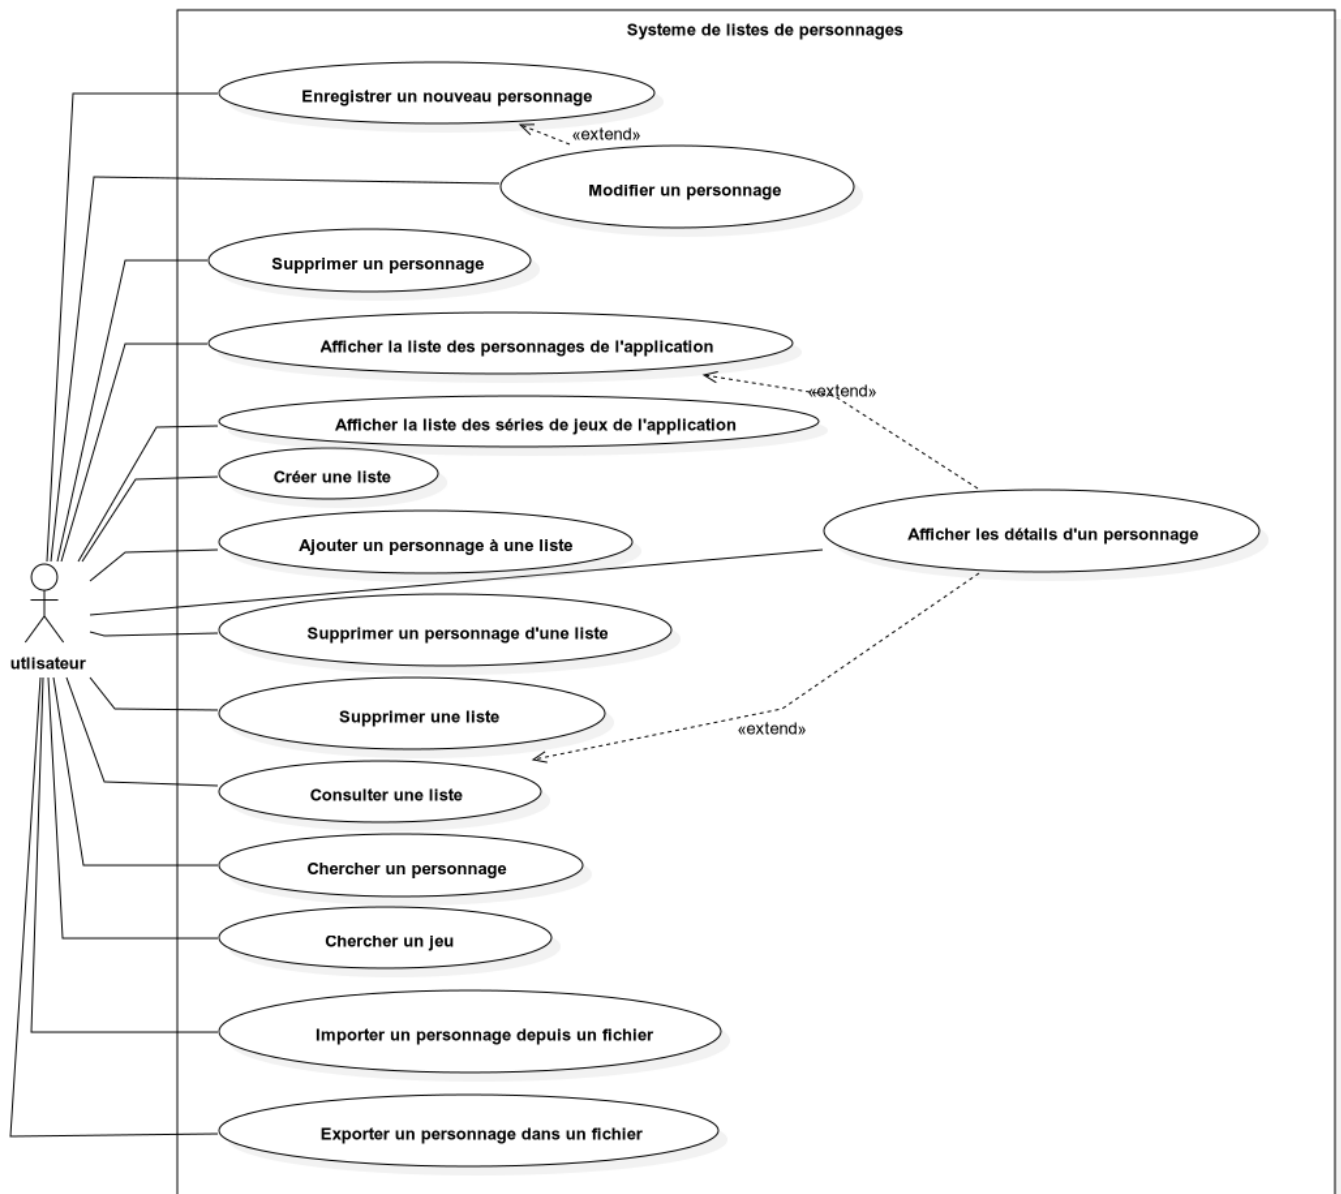 Systeme de listes de personnages
Enregistrer un nouveau personnage
«extend»
Modifier un personnage
Supprimer un personnage
Afficher la liste des personnages de l'application
«extend»
Afficher la liste des séries de jeux de l'application
Créer une liste
Afficher les détails d'un personnage
Ajouter un personnage à une liste
Supprimer un personnage d'une liste
utlisateur
Supprimer une liste
«extend»
Consulter une liste
Chercher un personnage
Chercher un jeu
Importer un personnage depuis un fichier
Exporter un personnage dans un fichier